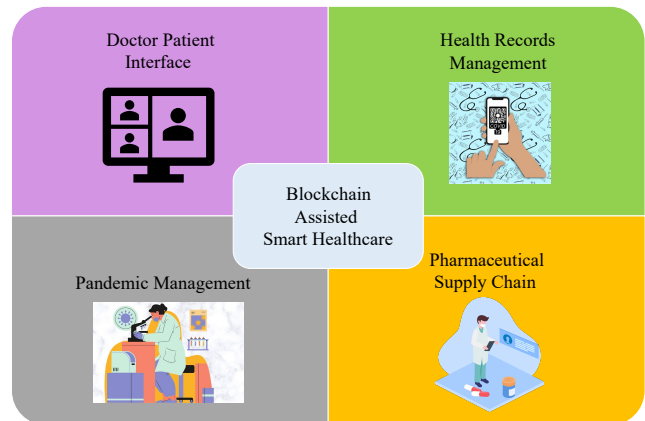 Doctor Patient
Interface
Health Records
Management
Blockchain
Assisted
Smart Healthcare
Pandemic Management
Pharmaceutical
Supply Chain